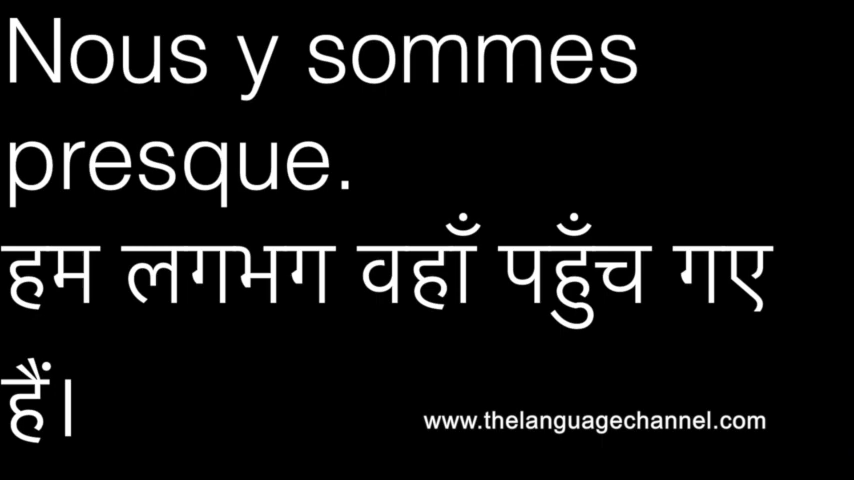 Nous y sommes
presque.
हम लगभग वहाँ पहुँच गए
हैं।
www.thelanguagechannel.com